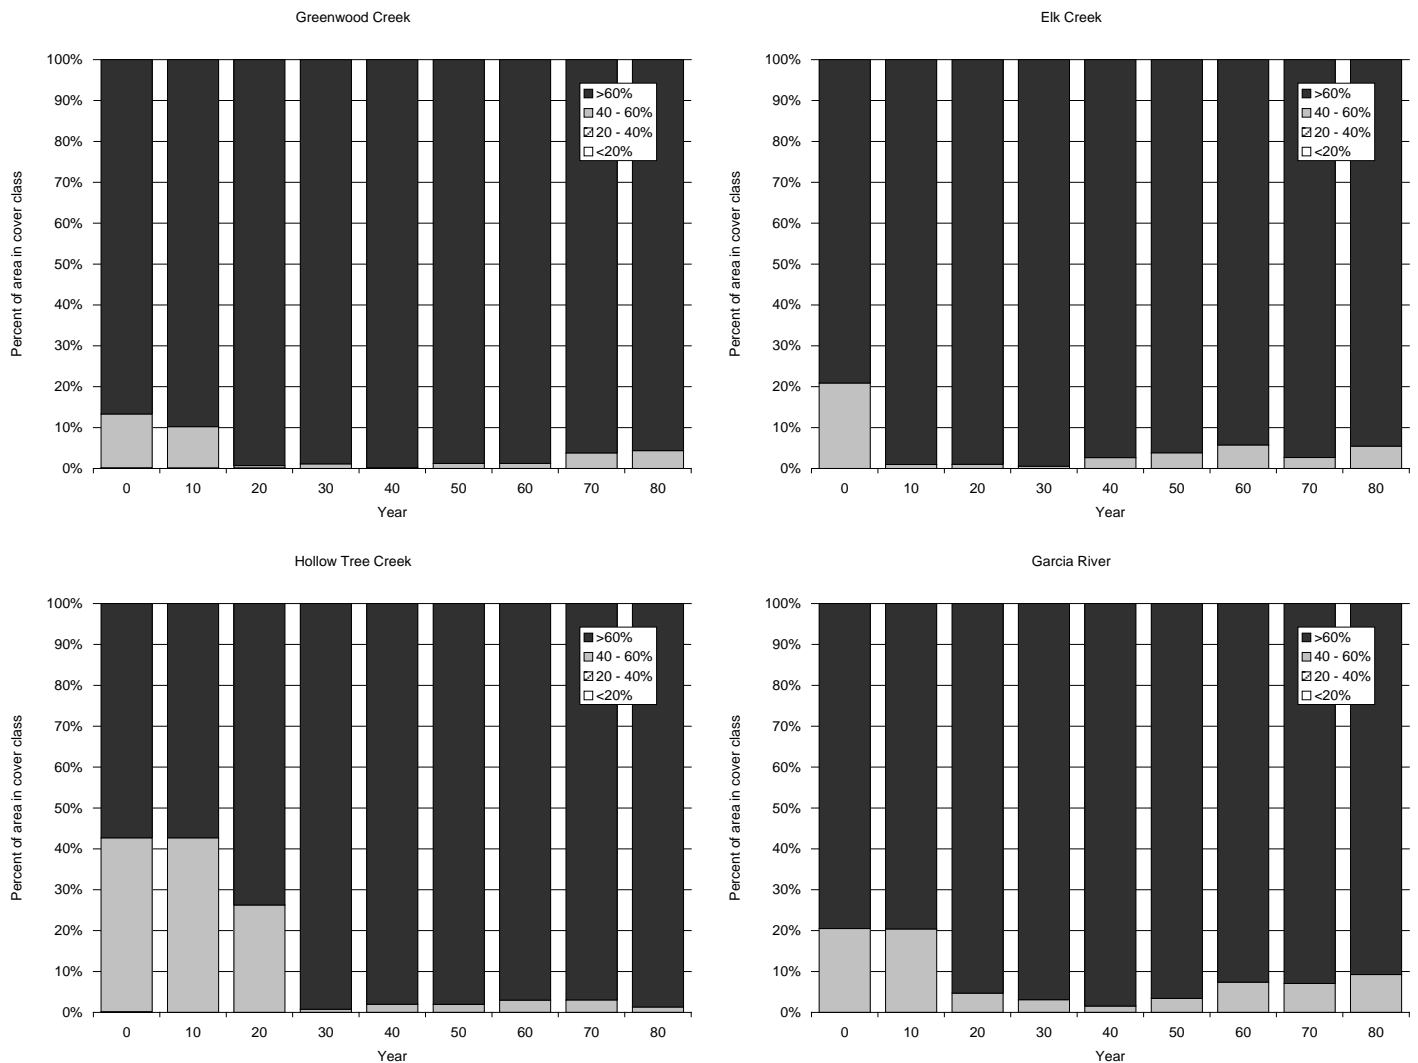 Greenwood Creek
100%
90%
80%
70%
60%
50%
40%
30%
20%
10%
0%
Percent of area in cover class
0 10 20 30 40 50 60 70 80
Year
>60%
40 - 60%
20 - 40%
<20%
Elk Creek
100%
90%
80%
70%
60%
50%
40%
30%
20%
10%
0%
Percent of area in cover class
0 10 20 30 40 50 60 70 80
Year
>60%
40 - 60%
20 - 40%
<20%
Hollow Tree Creek
100%
90%
80%
70%
60%
50%
40%
30%
20%
10%
0%
Percent of area in cover class
0 10 20 30 40 50 60 70 80
Year
>60%
40 - 60%
20 - 40%
<20%
Garcia River
100%
90%
80%
70%
60%
50%
40%
30%
20%
10%
0%
Percent of area in cover class
0 10 20 30 40 50 60 70 80
Year
>60%
40 - 60%
20 - 40%
<20%